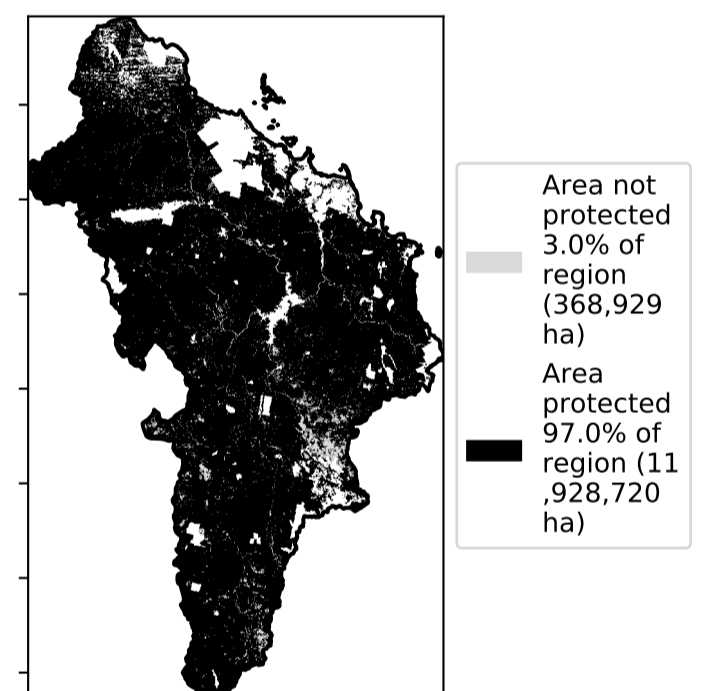 Area not
protected
3.0% of
region
(368,929
ha)
Area
protected
97.0% of
region (11
,928,720
ha)